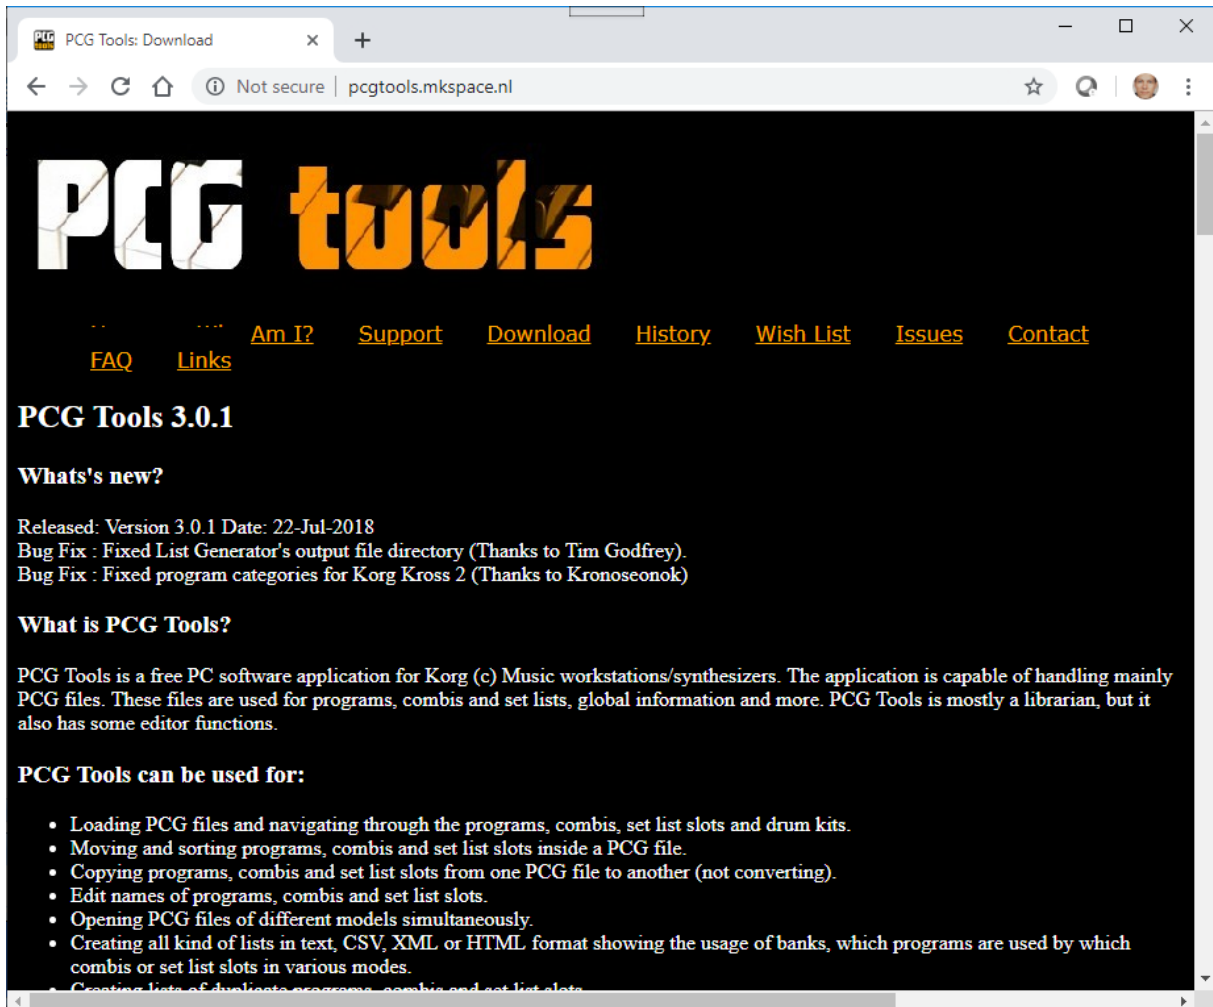 PCG Tools: Download
Not secure | pcgtools.mkspace.nl
PCG tools
Am I? Support Download History Wish List Issues Contact
FAQ Links
PCG Tools 3.0.1
Whats's new?
Released: Version 3.0.1 Date: 22-Jul-2018
Bug Fix : Fixed List Generator's output file directory (Thanks to Tim Godfrey).
Bug Fix : Fixed program categories for Korg Kross 2 (Thanks to Kronoseonok)
What is PCG Tools?
PCG Tools is a free PC software application for Korg (c) Music workstations/synthesizers. The application is capable of handling mainly
PCG files. These files are used for programs, combis and set lists, global information and more. PCG Tools is mostly a librarian, but it
also has some editor functions.
PCG Tools can be used for:
• Loading PCG files and navigating through the programs, combis, set list slots and drum kits.
• Moving and sorting programs, combis and set list slots inside a PCG file.
• Copying programs, combis and set list slots from one PCG file to another (not converting).
• Edit names of programs, combis and set list slots.
• Opening PCG files of different models simultaneously.
• Creating all kind of lists in text, CSV, XML or HTML format showing the usage of banks, which programs are used by which
combis or set list slots in various modes.
• Creating lists of duplicate programs, combis and set list slots.